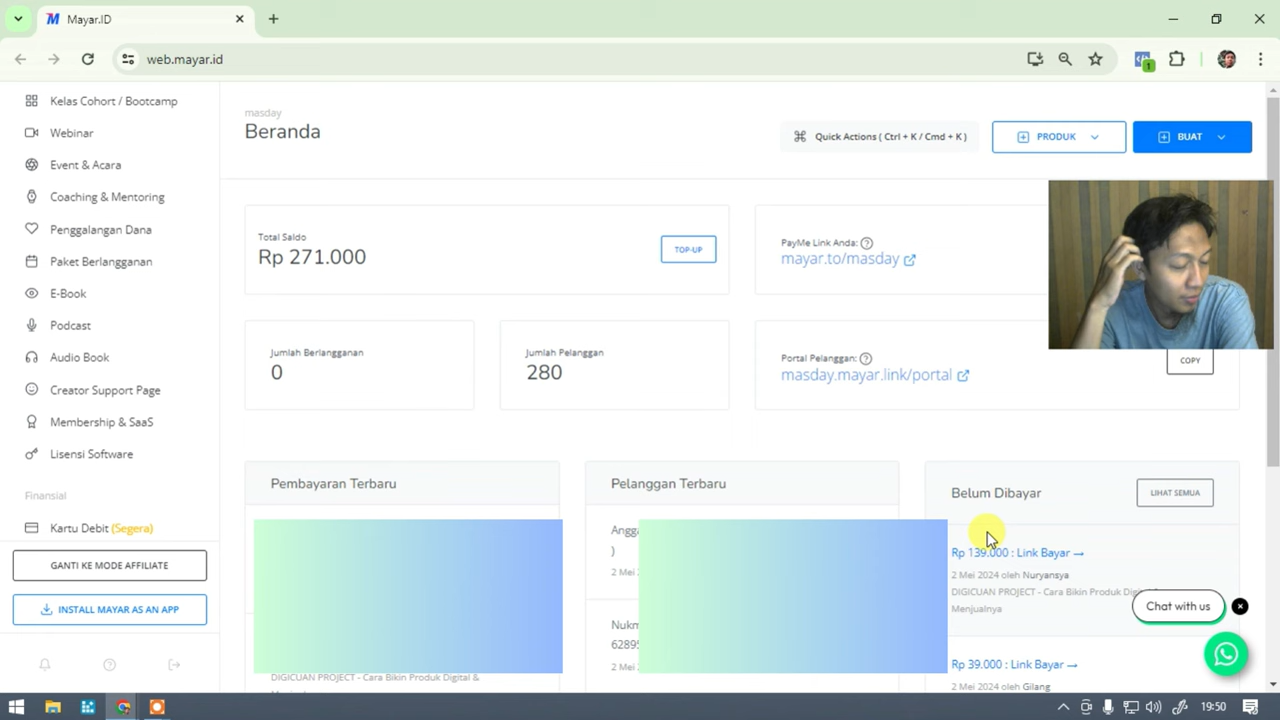 Mayar.ID
web.mayar.id
1
Kelas Cohort / Bootcamp
Webinar
Event & Acara
Coaching & Mentoring
Penggalangan Dana
Paket Berlangganan
E-Book
Podcast
Audio Book
Creator Support Page
Membership & SaaS
Lisensi Software
Finansial
Kartu Debit (Segera)
GANTI KE MODE AFFILIATE
INSTALL MAYAR AS AN APP
masday
Beranda
Quick Actions ( Ctrl + K / Cmd + K )
PRODUK
BUAT
Total Saldo
Rp 271.000
TOP-UP
PayMe Link Anda:
mayar.to/masday
Jumlah Berlangganan
0
Jumlah Pelanggan
280
Portal Pelanggan:
masday.mayar.link/portal
COPY
Pembayaran Terbaru
DIGICUAN PROJECT - Cara Bikin Produk Digital &
Pelanggan Terbaru
)
2 Mei
2 Mei
Belum Dibayar
LIHAT SEMUA
Rp 139.000 : Link Bayar →
2 Mei 2024 oleh Nuryansya
DIGICUAN PROJECT - Cara Bikin Produk
Menjualnya
Rp 39.000 : Link Bayar →
2 Mei 2024 oleh Gilang
Chat with us
19:50